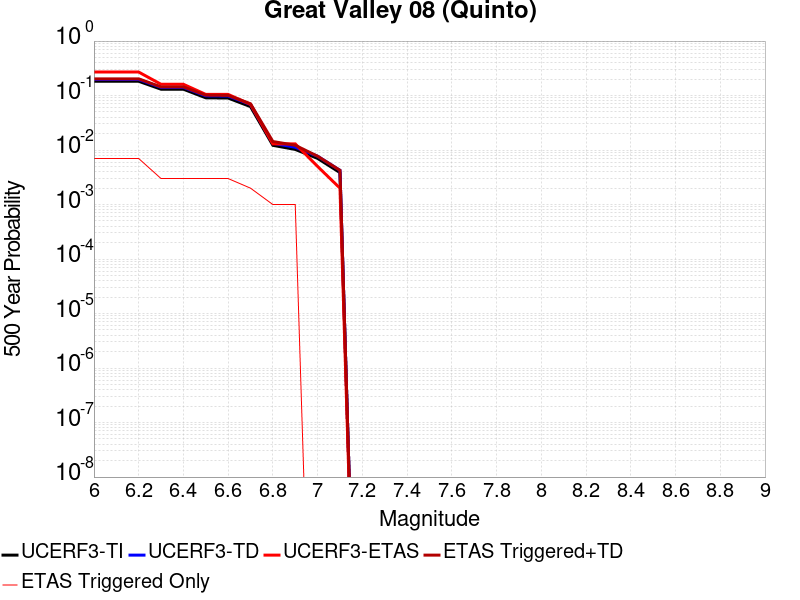 Great Valley 08 (Quinto)
10^0
10^-1
10^-2
10^-3
10^-4
10^-5
10^-6
10^-7
10^-8
500 Year Probability
6 6.2 6.4 6.6 6.8 7 7.2 7.4 7.6 7.8 8 8.2 8.4 8.6 8.8 9
Magnitude
UCERF3-TI UCERF3-TD UCERF3-ETAS ETAS Triggered+TD
ETAS Triggered Only